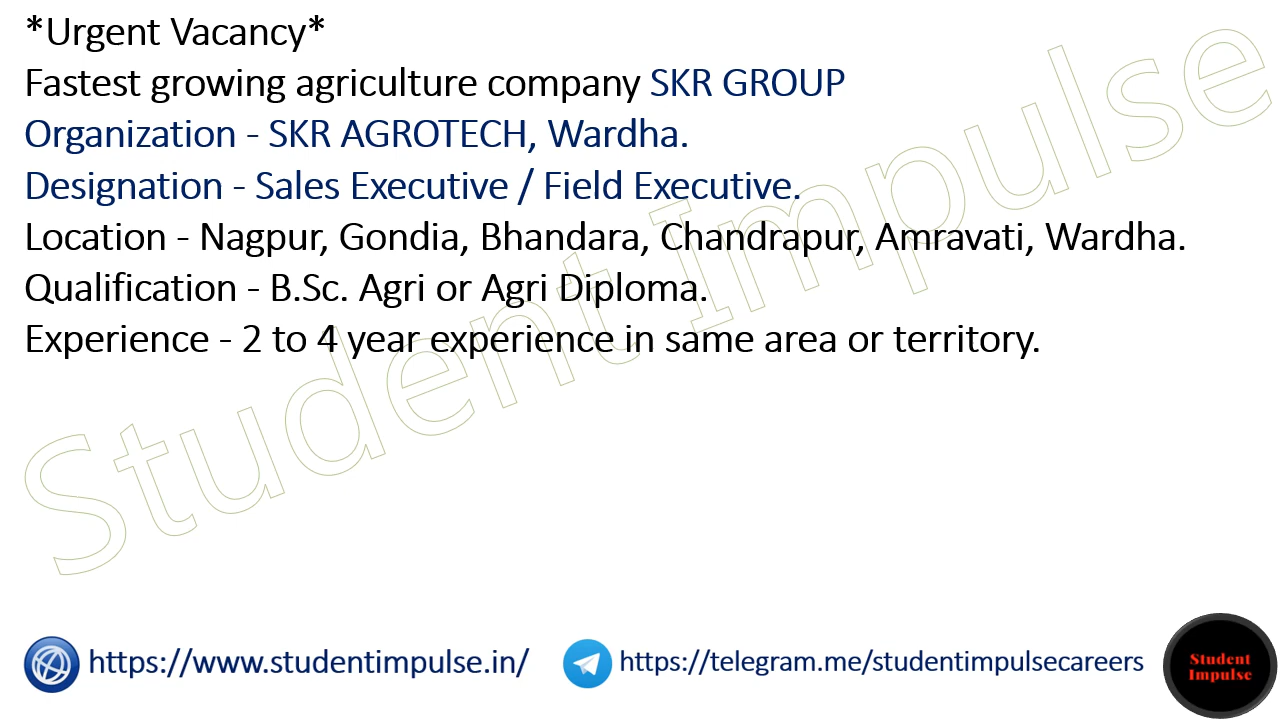 *Urgent Vacancy*
Fastest growing agriculture company SKR GROUP
Organization - SKR AGROTECH, Wardha.
Designation - Sales Executive / Field Executive.
Location - Nagpur, Gondia, Bhandara, Chandrapur, Amravati, Wardha.
Qualification - B.Sc. Agri or Agri Diploma.
Experience - 2 to 4 year experience in same area or territory.
Student Impulse
https://www.studentimpulse.in/
https://telegram.me/studentimpulsecareers
Student
Impulse